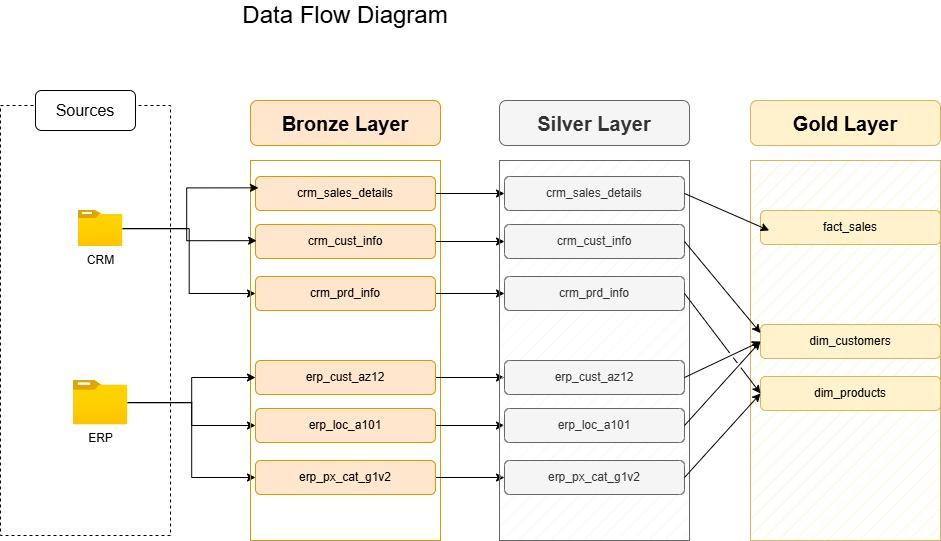 Data Flow Diagram
Sources
Bronze Layer
Silver Layer
Gold Layer
crm_sales_details
crm_sales_details
fact_sales
crm_cust_info
crm_cust_info
CRM
crm_prd_info
crm_prd_info
dim_customers
erp_cust_az12
erp_cust_az12
dim_products
erp_loc_a101
erp_loc_a101
ERP
erp_px_cat_g1v2
erp_px_cat_g1v2